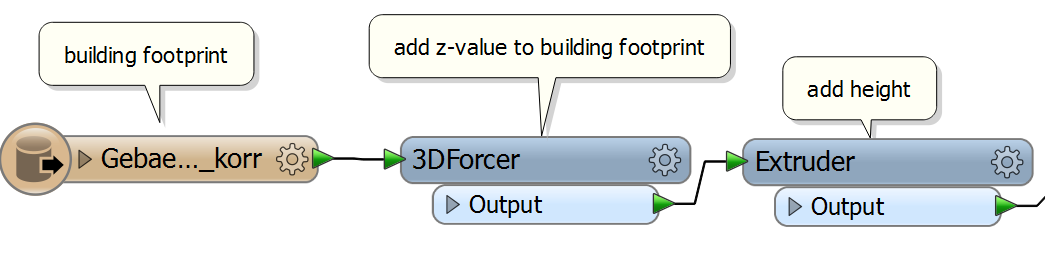 building footprint
add z-value to building footprint
add height
Gebae..._korr
3DForcer
Extruder
Output
Output